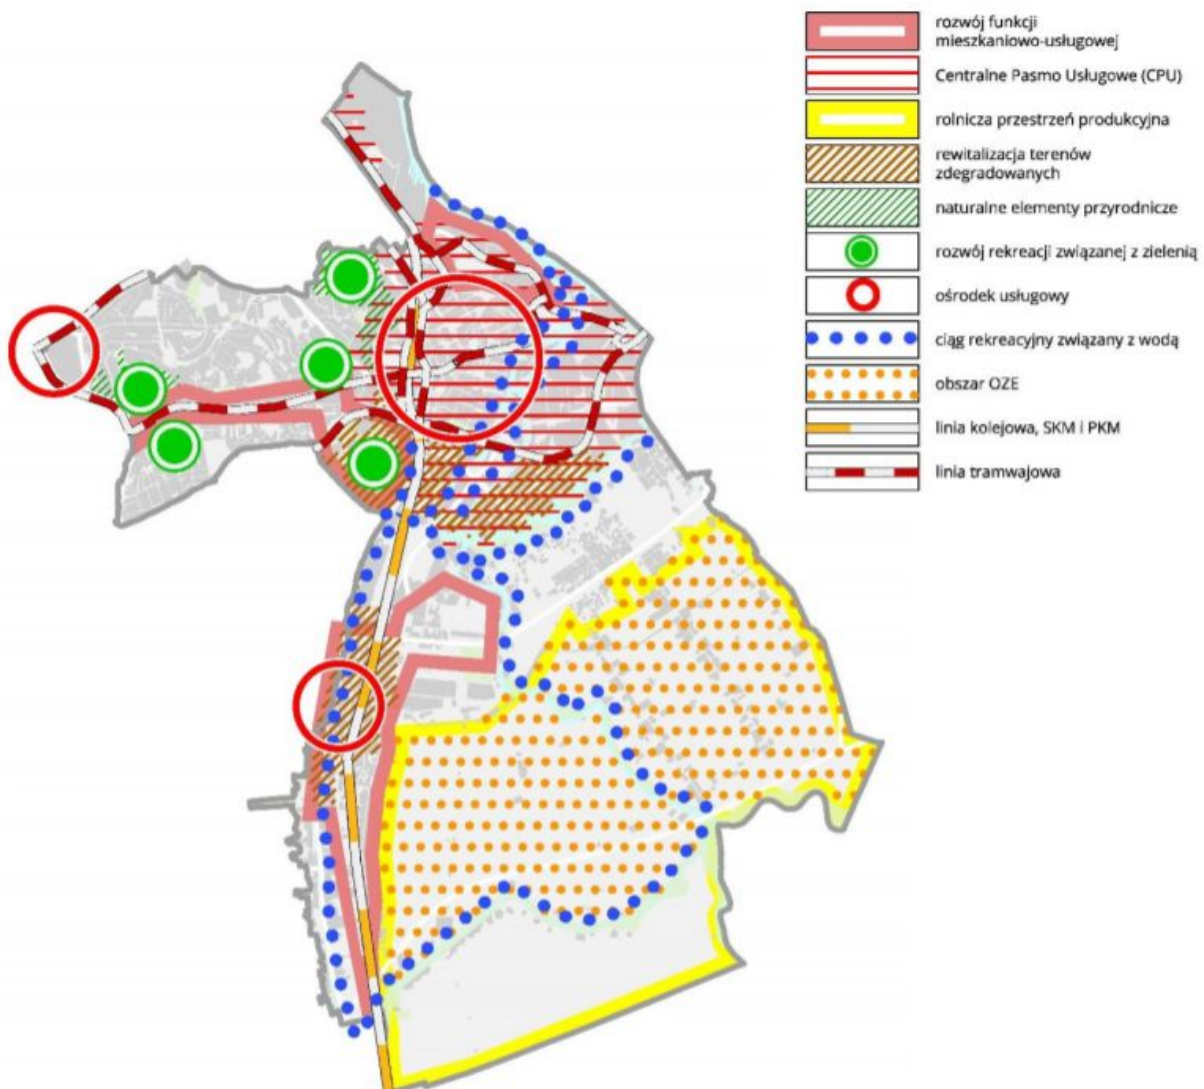 rozwój funkcji
mieszkaniowo-usługowej
Centralne Pasmo Usługowe (CPU)
rolnicza przestrzeń produkcyjna
rewitalizacja terenów
zdegradowanych
naturalne elementy przyrodnicze
rozwój rekreacji związanej z zielenią
ośrodek usługowy
ciąg rekreacyjny związany z wodą
obszar OZE
linia kolejowa, SKM i PKM
linia tramwajowa